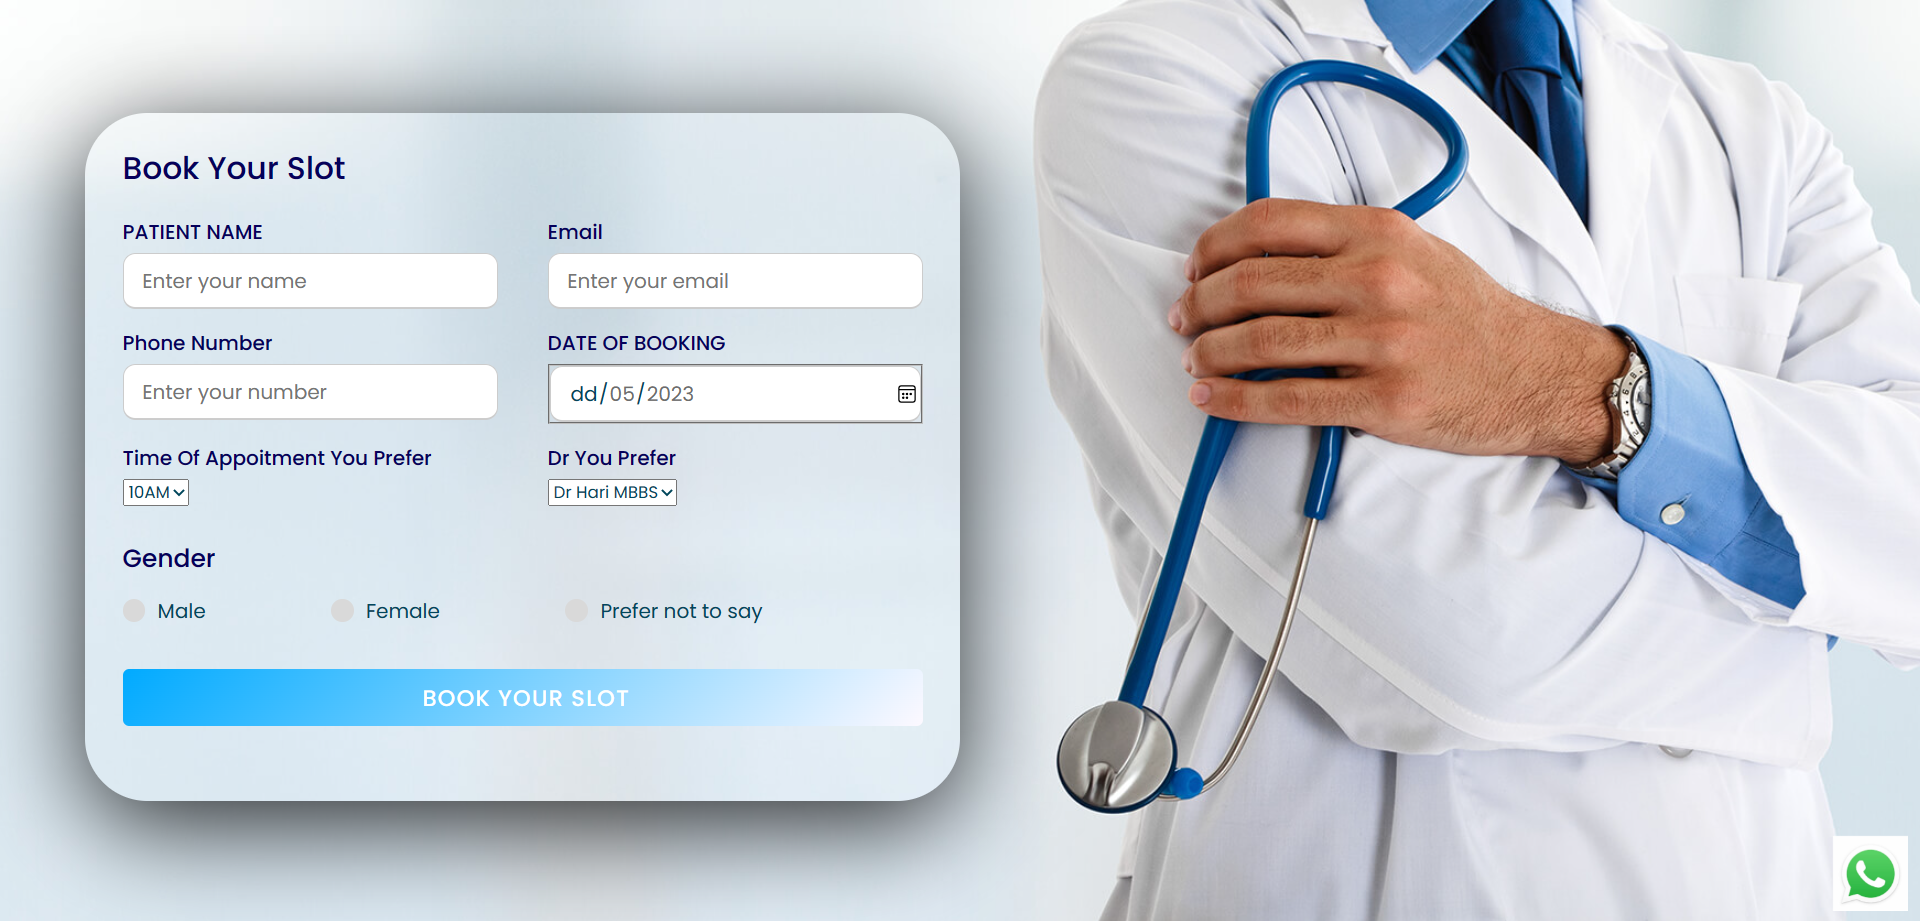 Book Your Slot
PATIENT NAME
Email
Enter your name
Enter your email
Phone Number
DATE OF BOOKING
Enter your number
dd/05/2023
Time Of Appoitment You Prefer
Dr You Prefer
10AM
Dr Hari MBBS
Gender
Male
Female
Prefer not to say
BOOK YOUR SLOT